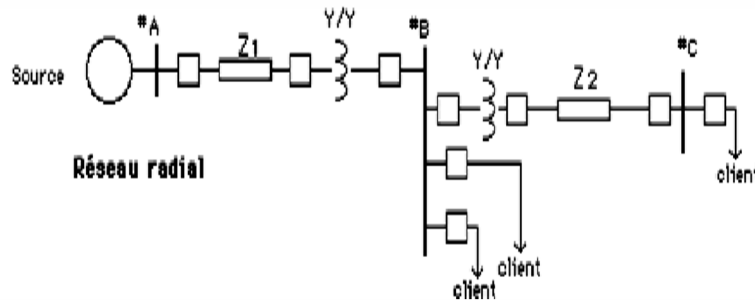 #A
Z1
Y/Y
#B
Y/Y
Z2
#C
Source
Réseau radial
client
client
client